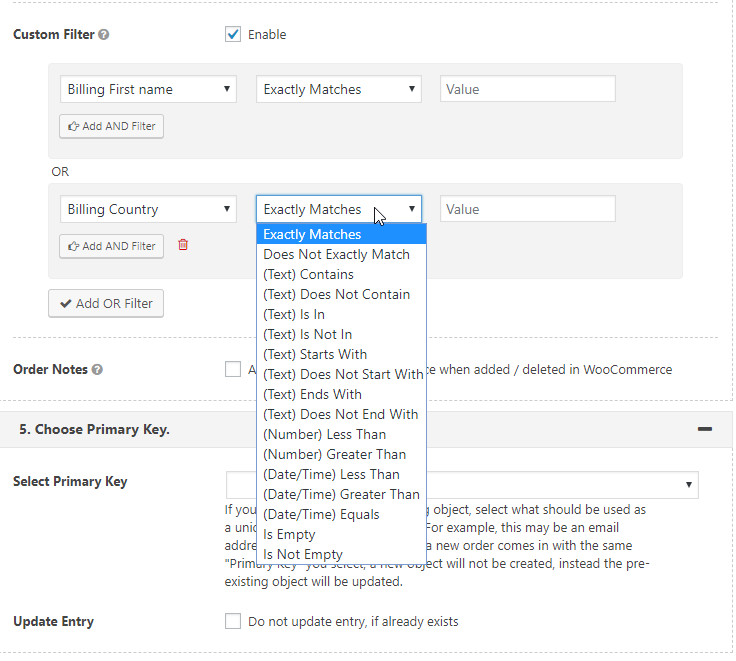 Custom Filter
Enable
Billing First name
Exactly Matches
Value
Add AND Filter
OR
Billing Country
Exactly Matches
Value
Exactly Matches
Add AND Filter
Does Not Exactly Match
(Text) Contains
(Text) Does Not Contain
Add OR Filter
(Text) Is In
(Text) Is Not In
(Text) Starts With
Order Notes
A
(Text) Does Not Start With
e when added / deleted in WooCommerce
(Text) Ends With
(Text) Does Not End With
5. Choose Primary Key.
(Number) Less Than
(Number) Greater Than
Select Primary Key
(Date/Time) Less Than
(Date/Time) Greater Than
(Date/Time) Equals
Is Empty
Is Not Empty
If you
object, select what should be used as
a uniq
For example, this may be an email
addre
a new order comes in with the same
"Primary Key" you select, a new object will not be created, instead the pre-
existing object will be updated.
Update Entry
Do not update entry, if already exists